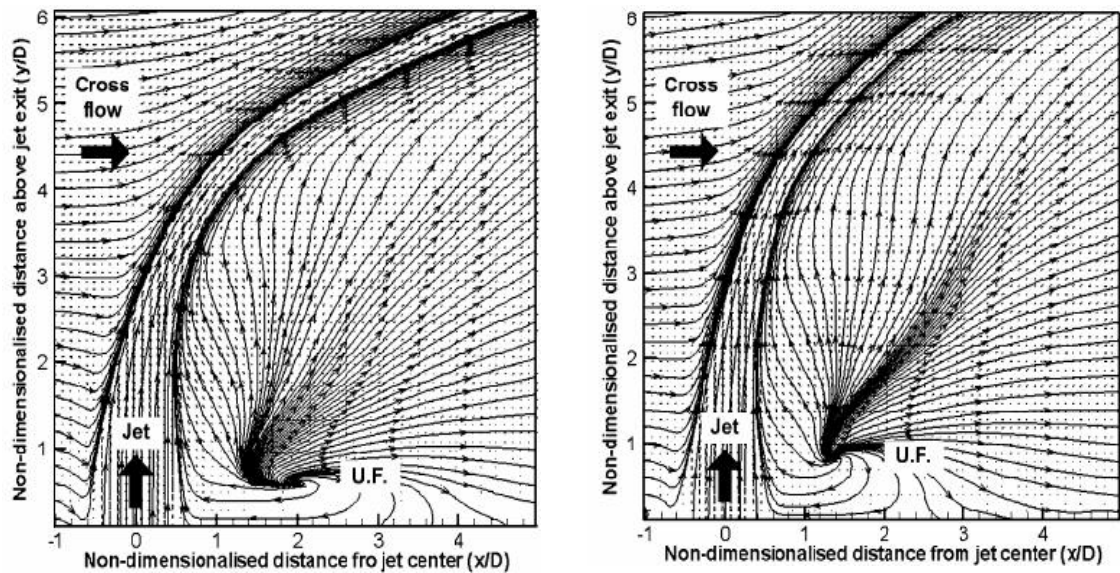 Non-dimensionalised distance above jet exit (y/D)
6
5
4
3
2
1
Cross
flow
Jet
U.F.
-1 0 1 2 3 4
Non-dimensionalised distance fro jet center (x/D)
Non-dimensionalised distance above jet exit (y/D)
6
5
4
3
2
1
Cross
flow
Jet
U.F.
-1 0 1 2 3 4
Non-dimensionalised distance from jet center (x/D)